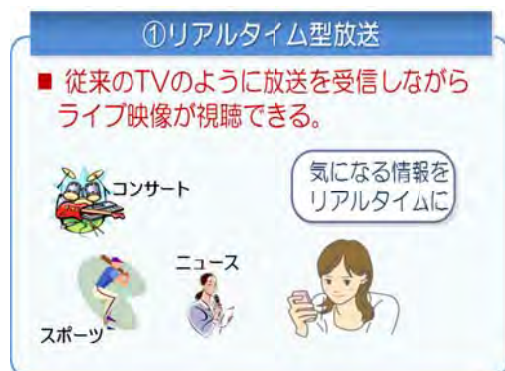 ①リアルタイム型放送
■ 従来のTVのように放送を受信しながら
ライブ映像が視聴できる。
コンサート
気になる情報を
リアルタイムに
ニュース
スポーツ